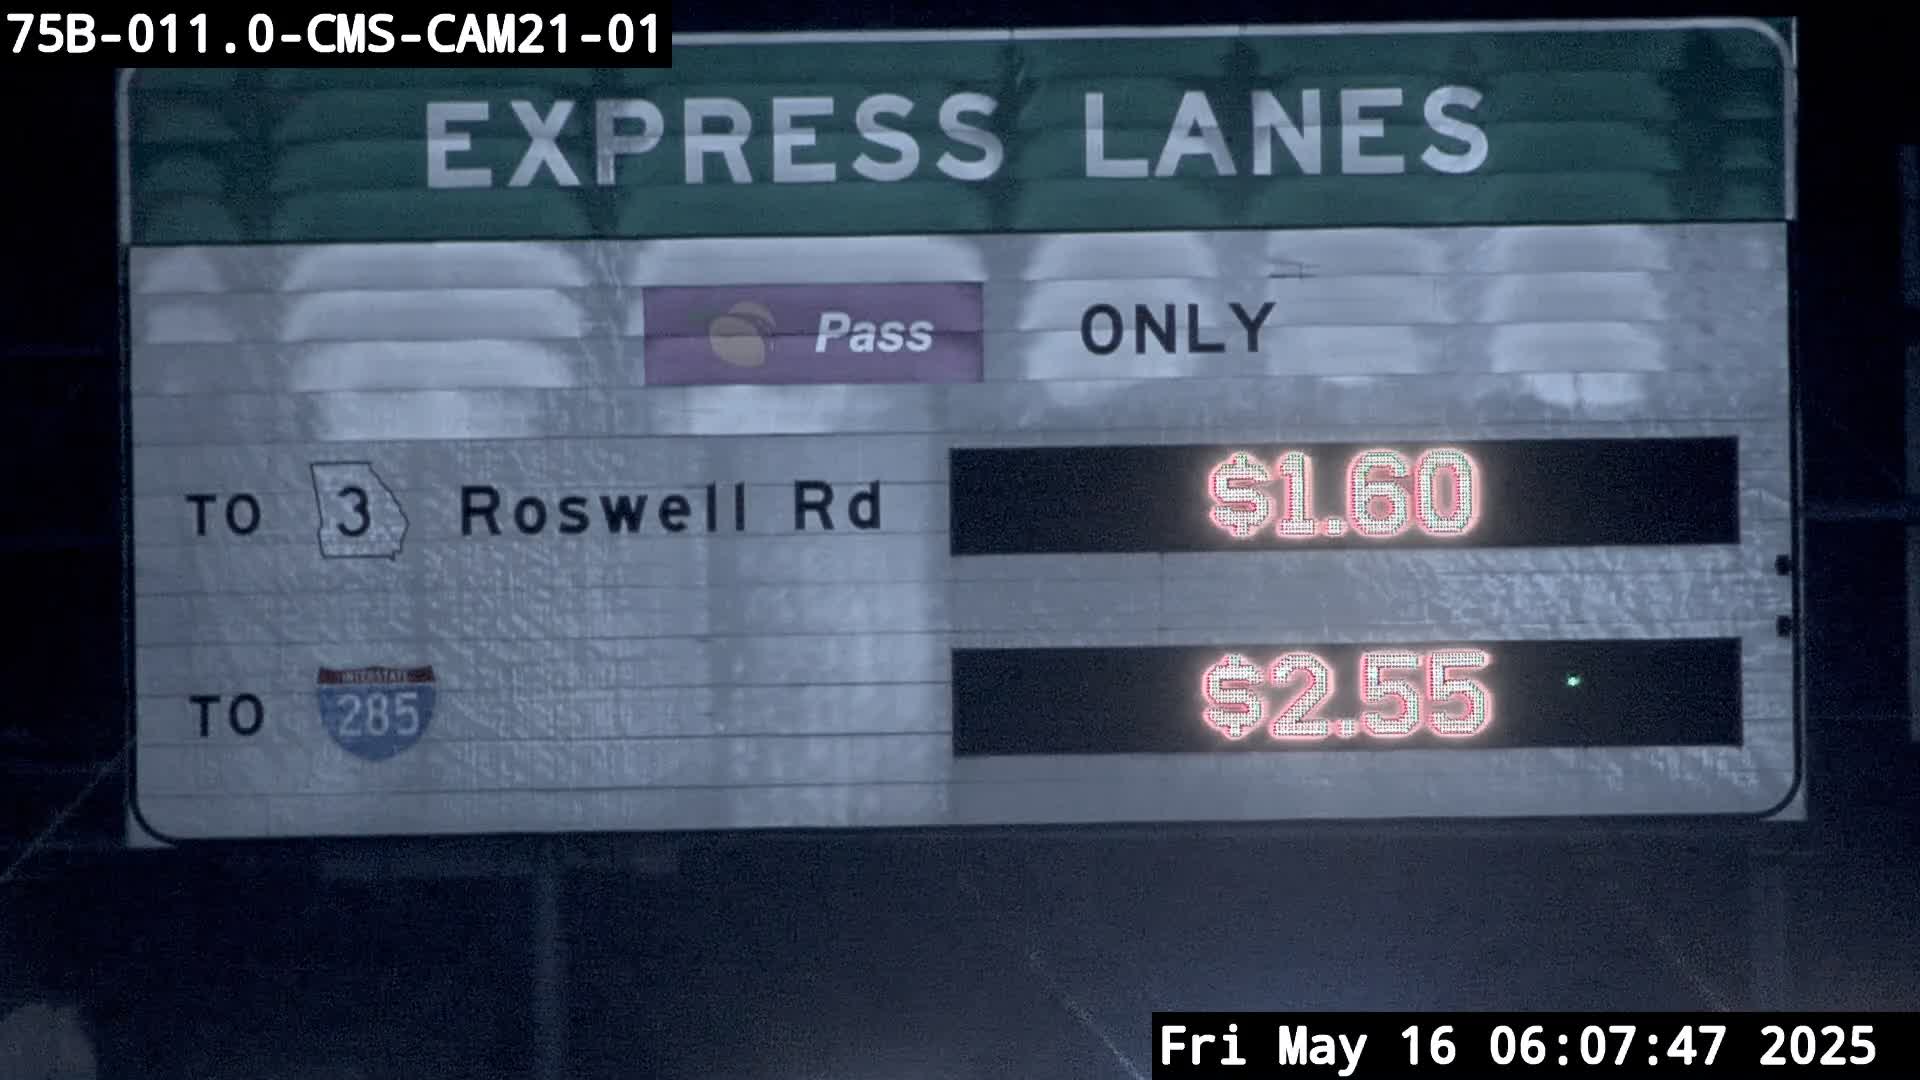 75B-011.0-CMS-CAM21-01
EXPRESS LANES
Pass ONLY
TO 3 Roswell Rd $1.60
TO INTERSTATE 285 $2.55
Fri May 16 06:07:47 2025